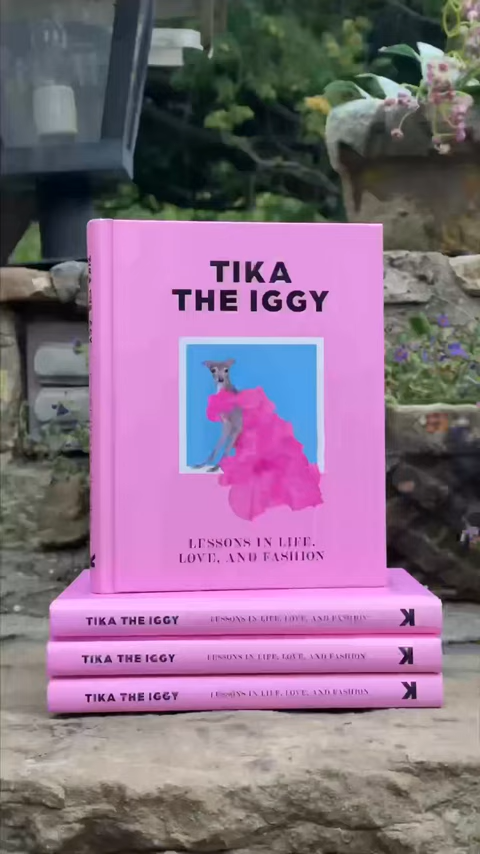 TIKA
THE IGGY
LESSONS IN LIFE,
LOVE, AND FASHION
TIKA THE IGGY LESSONS IN LIFE, LOVE, AND FASHION K
TIKA THE IGGY LESSONS IN LIFE, LOVE, AND FASHION K
TIKA THE IGGY LESSONS IN LIFE, LOVE, AND FASHION K